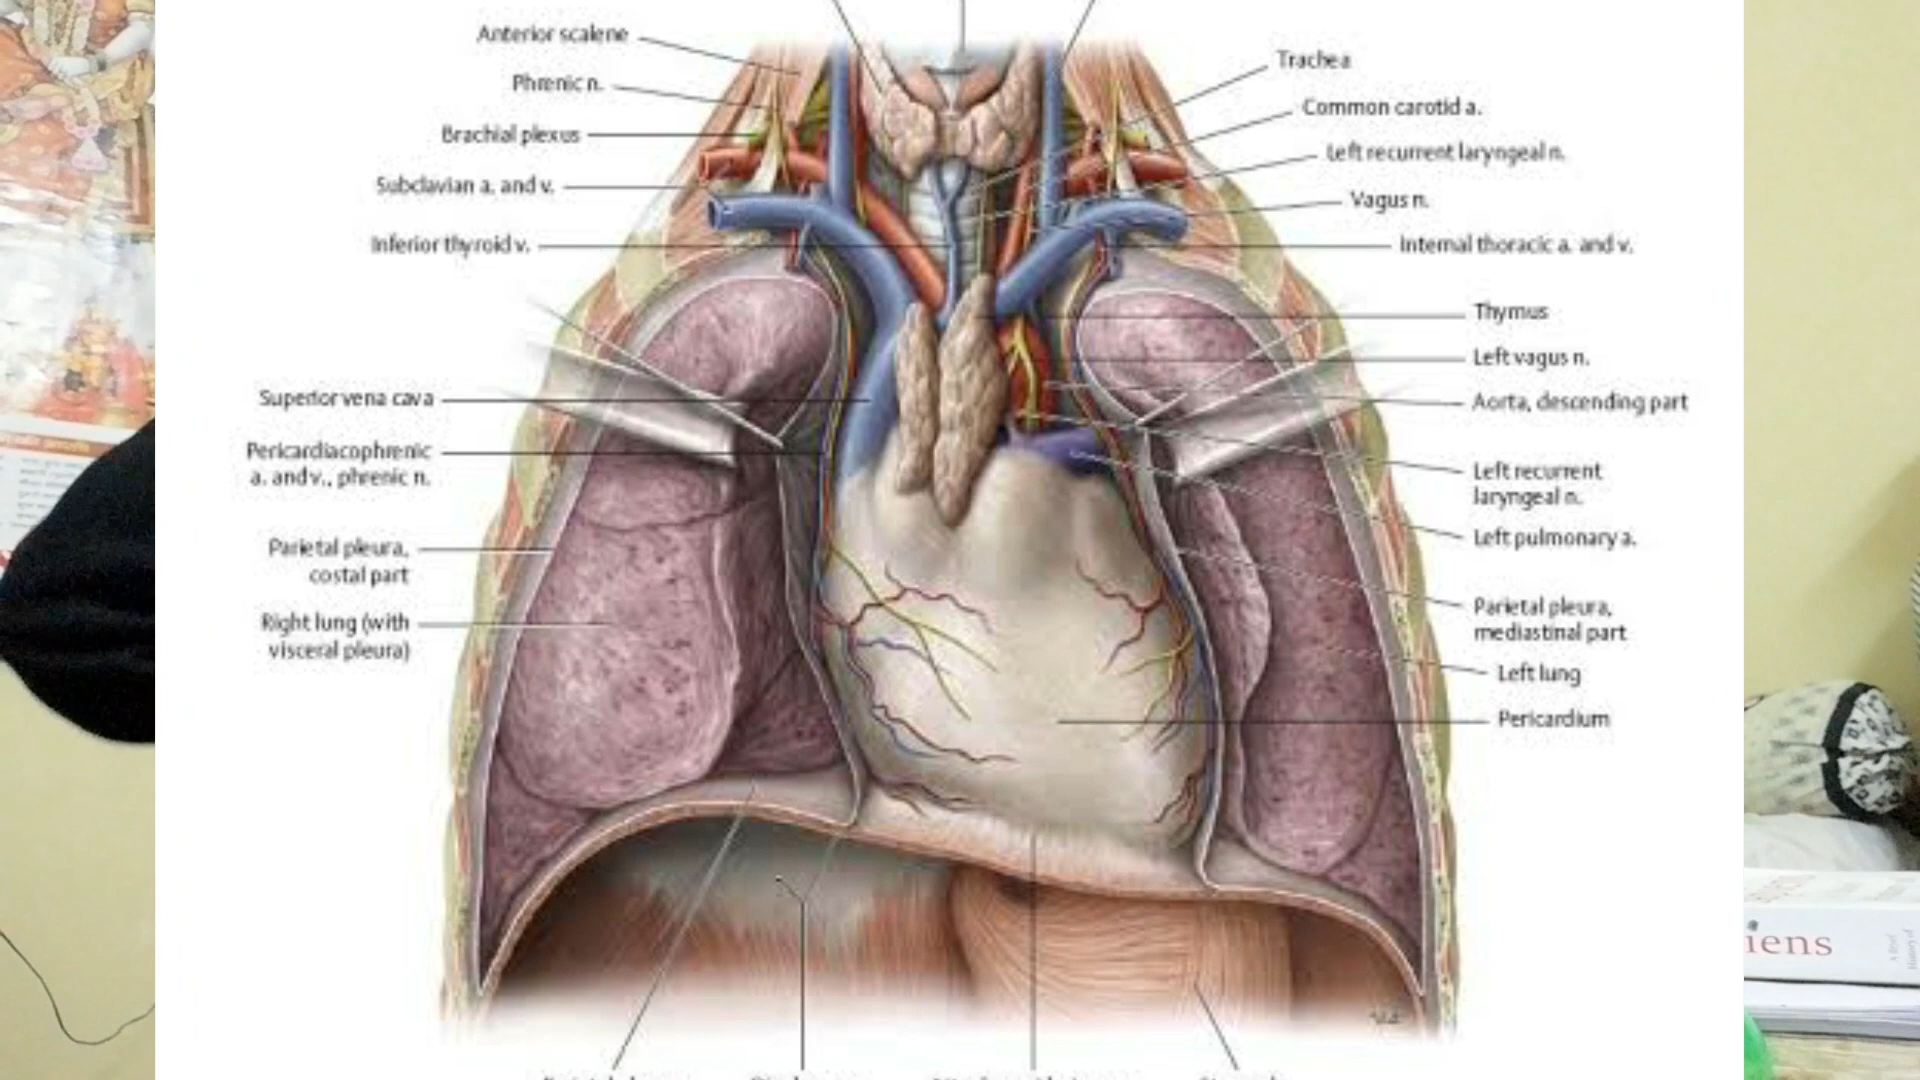 Anterior scalene
Phrenic n.
Brachial plexus
Subclavian a. and v.
Inferior thyroid v.
Superior vena cava
Pericardiacophrenic
a. and v., phrenic n.
Parietal pleura,
costal part
Right lung (with
visceral pleura)
Trachea
Common carotid a.
Left recurrent laryngeal n.
Vagus n.
Internal thoracic a. and v.
Thymus
Left vagus n.
Aorta, descending part
Left recurrent
laryngeal n.
Left pulmonary a.
Parietal pleura,
mediastinal part
Left lung
Pericardium
iens